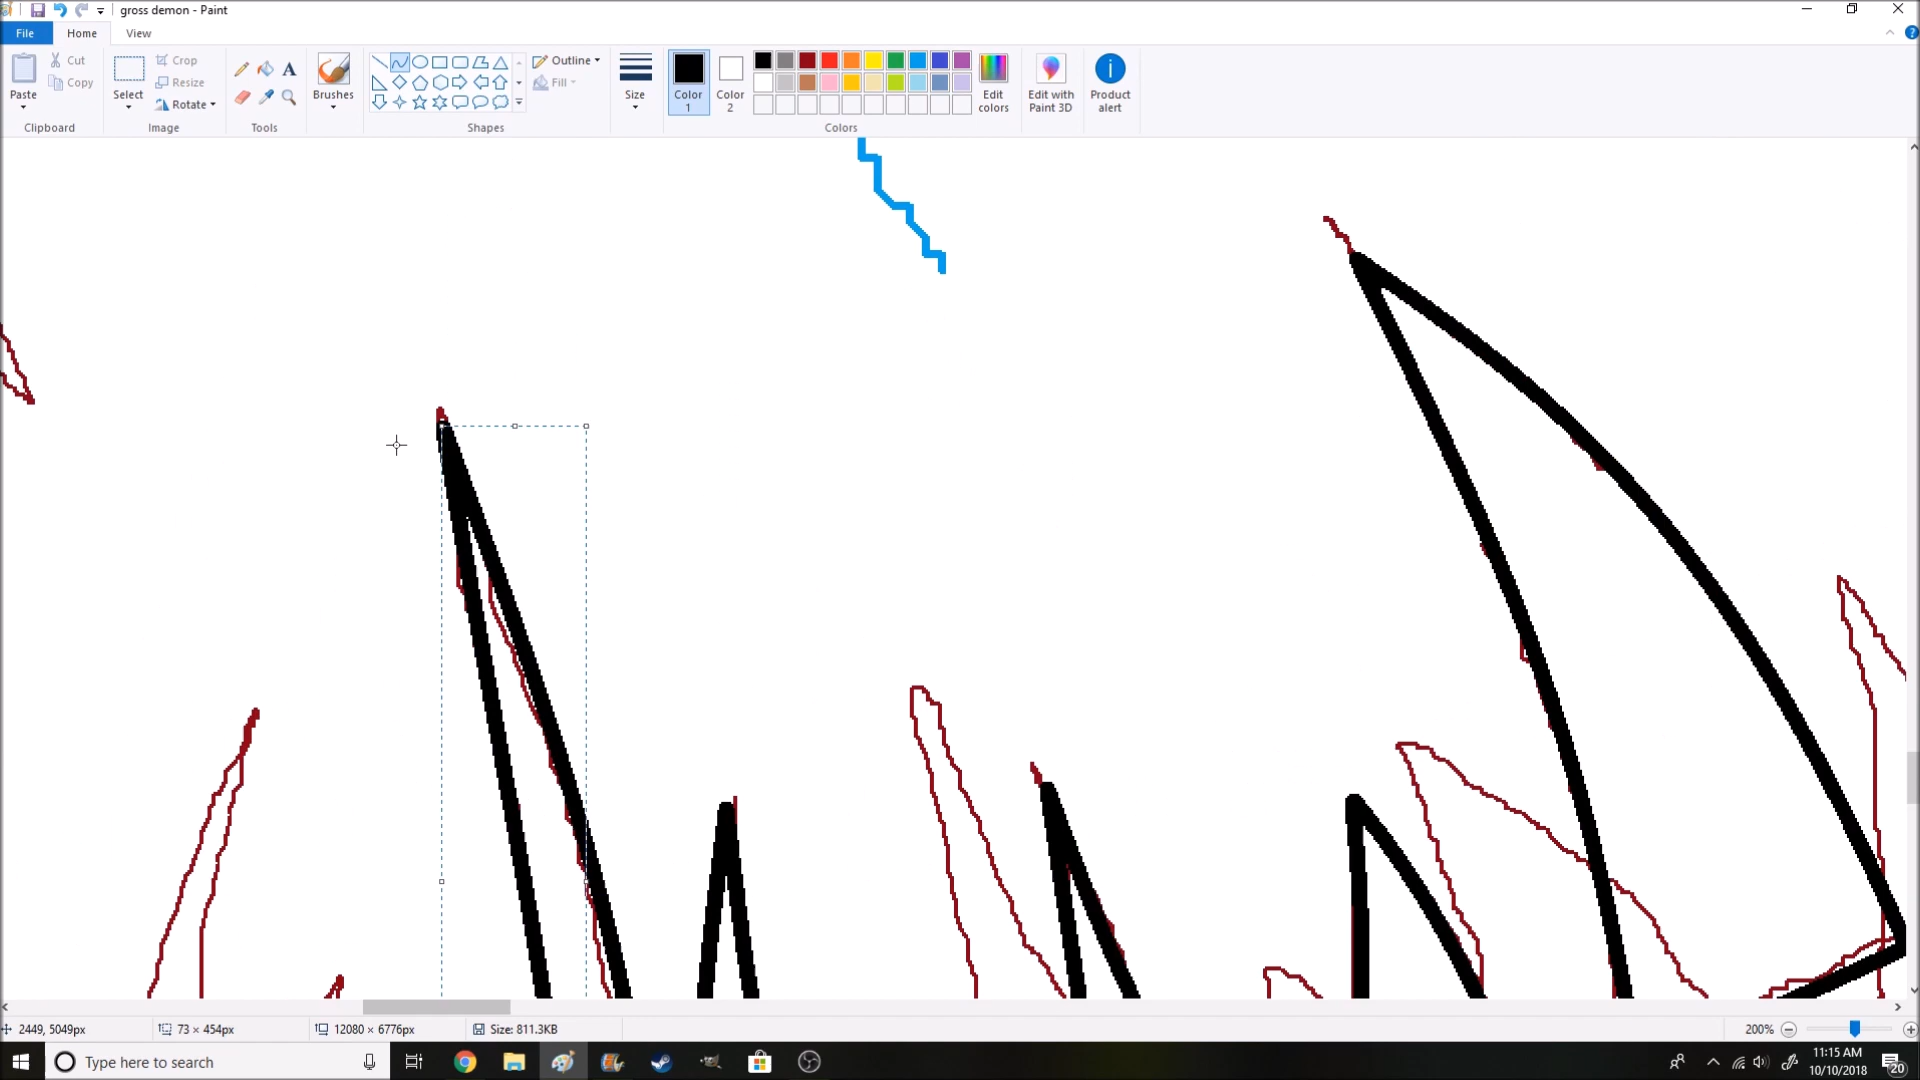 gross demon - Paint
File Home View
Cut Crop Outline
Copy Resize Fill
Paste Select Rotate A Brushes Size Color 1 Color 2 Edit colors Edit with Paint 3D Product alert
Clipboard Image Tools Shapes Colors
2449, 5049px 73 × 454px 12080 × 6776px Size: 811.3KB 200%
Type here to search 11:15 AM
10/10/2018 20